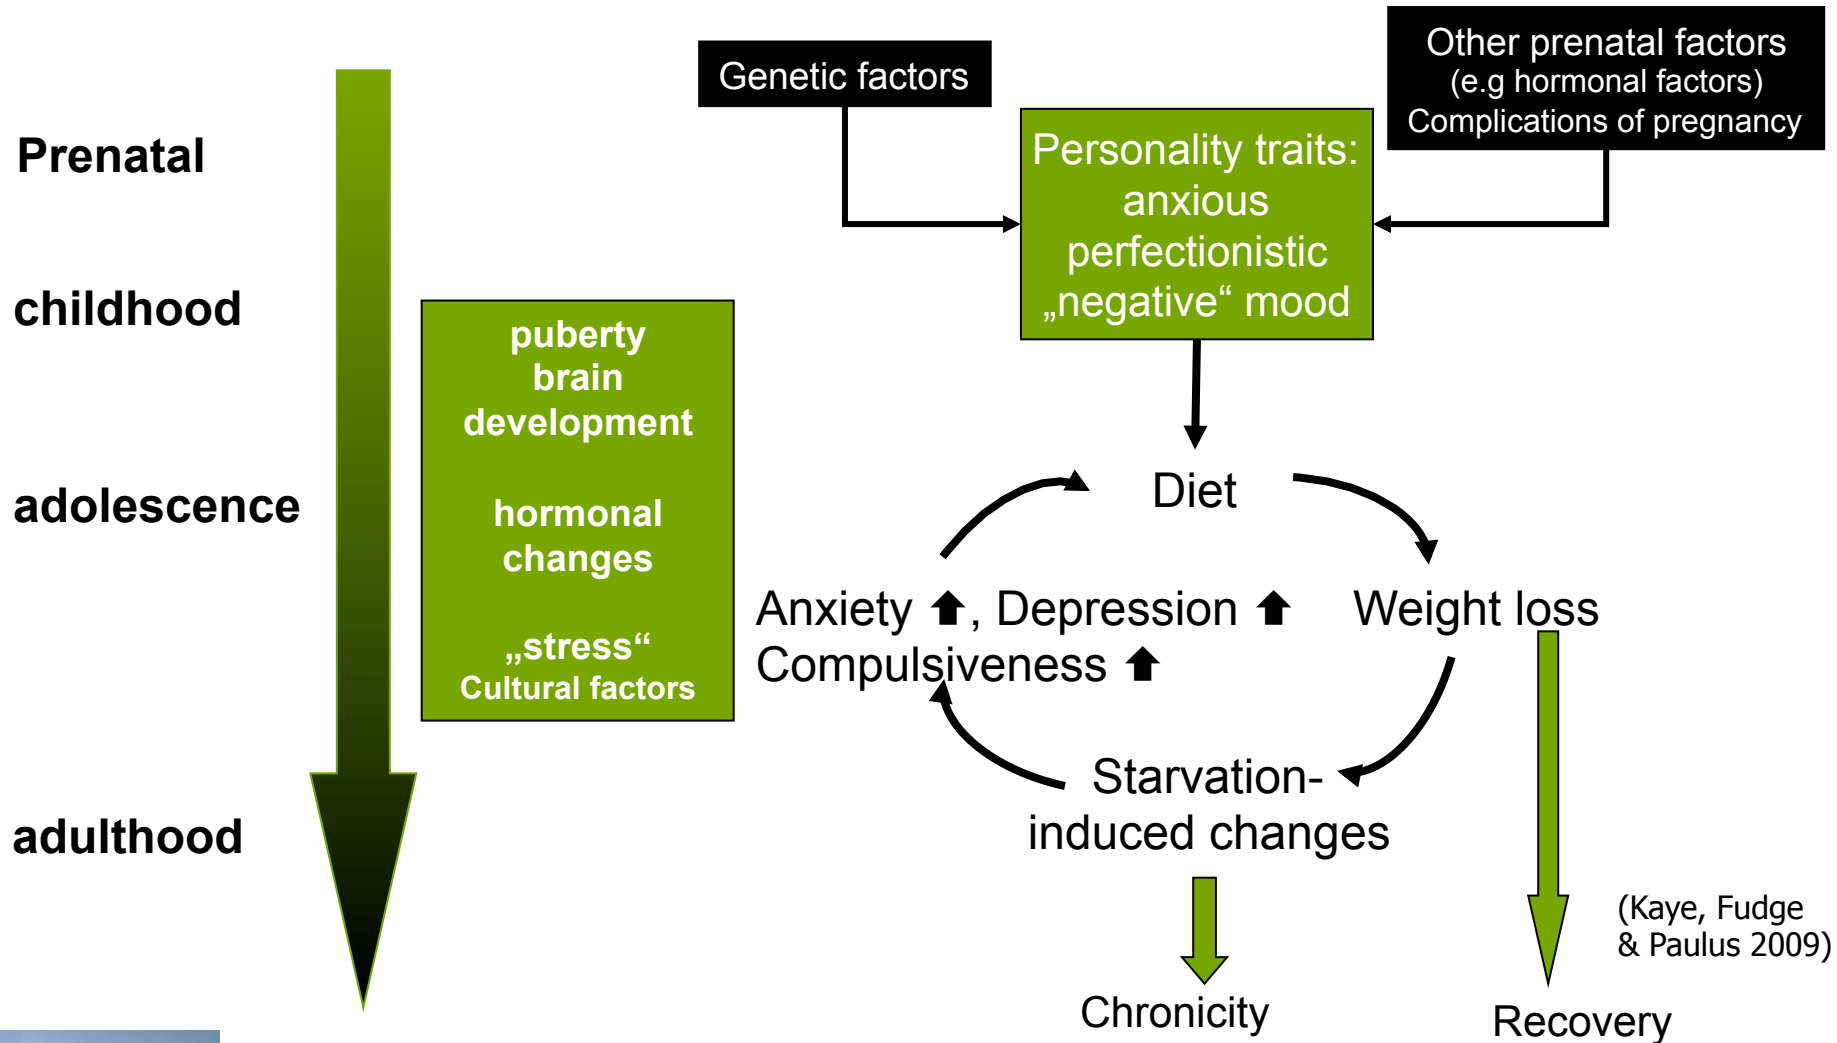 Prenatal
childhood
adolescence
adulthood
puberty
brain
development
hormonal
changes
„stress“
Cultural factors
Genetic factors
Other prenatal factors
(e.g hormonal factors)
Complications of pregnancy
Personality traits:
anxious
perfectionistic
„negative“ mood
Diet
Weight loss
Starvation-
induced changes
Anxiety 🡅, Depression 🡅
Compulsiveness 🡅
Chronicity
Recovery
(Kaye, Fudge
& Paulus 2009)